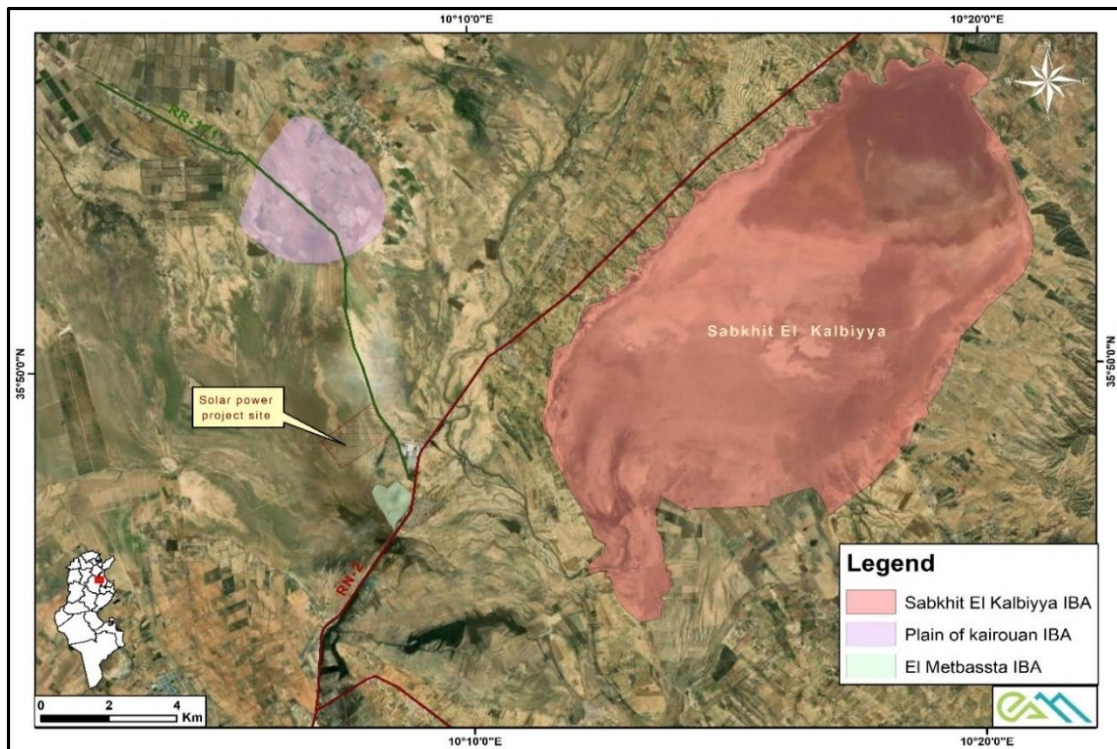 10°10'0"E
10°20'0"E
W
E
RR-171
Sabkhit El Kalbiyya
35°50'0"N
35°50'0"N
Solar power
project site
RN-2
Legend
Sabkhit El Kalbiyya IBA
Plain of kairouan IBA
El Metbassta IBA
0 2 4
Km
10°10'0"E
10°20'0"E